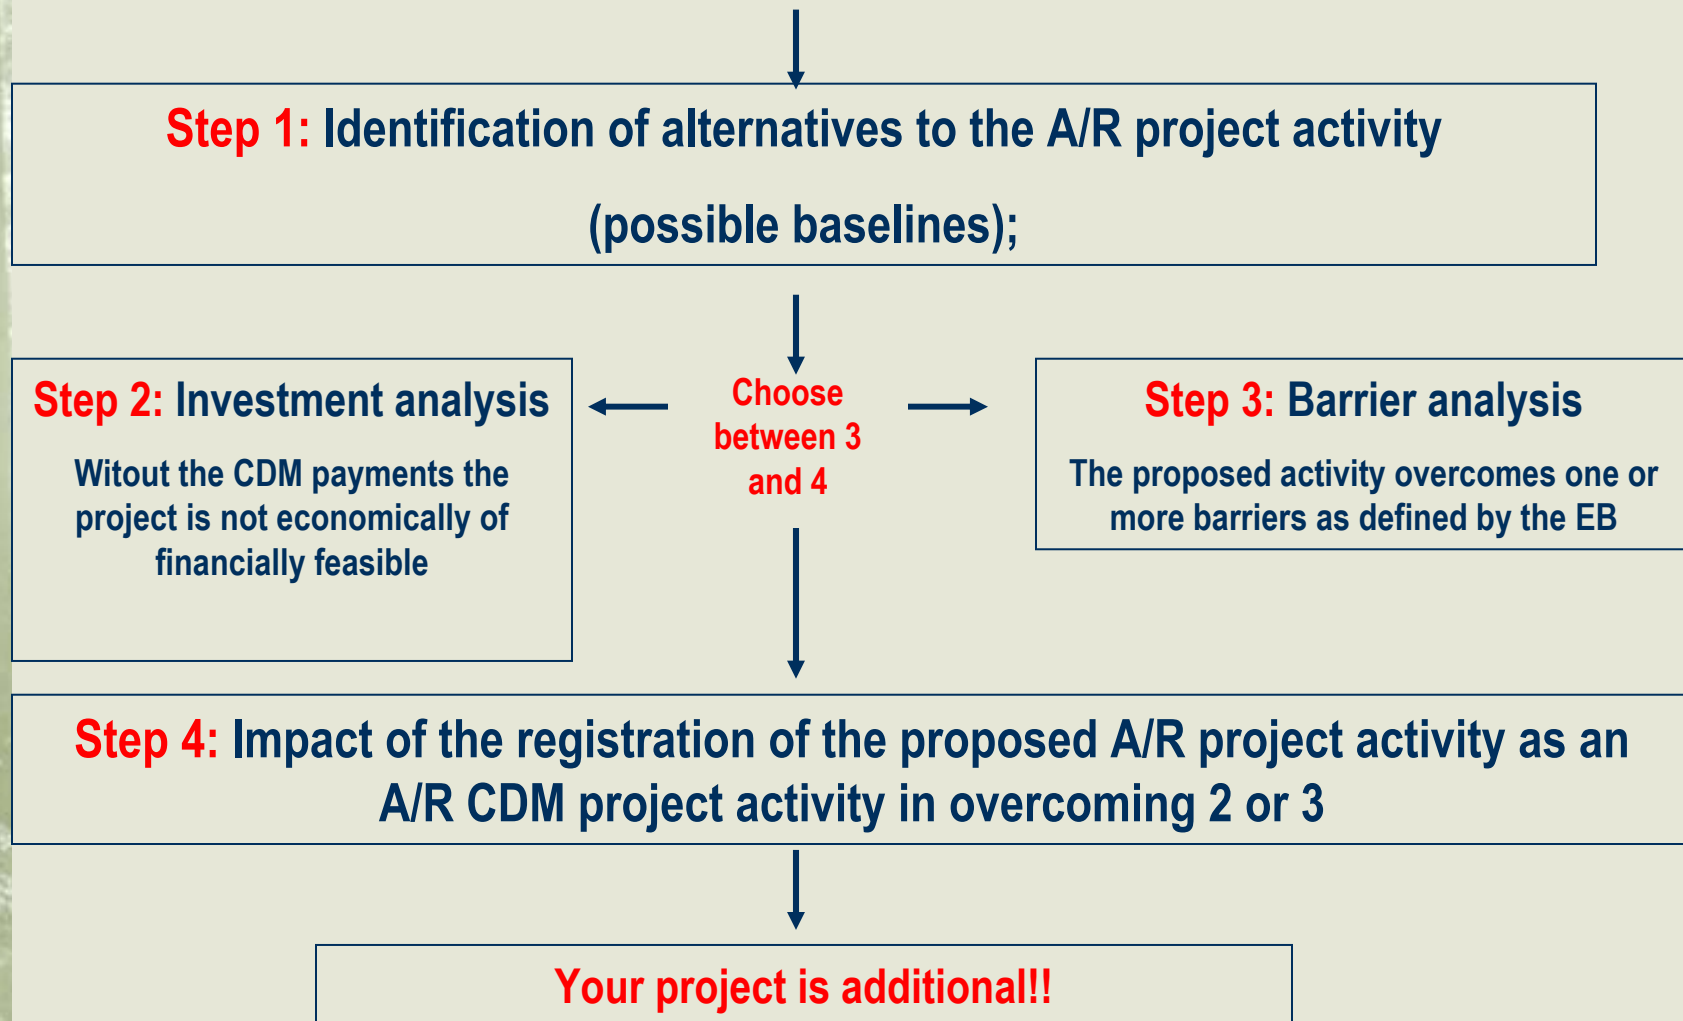 Step 1: Identification of alternatives to the A/R project activity
(possible baselines);
Step 2: Investment analysis
Witout the CDM payments the
project is not economically of
financially feasible
Choose
between 3
and 4
Step 3: Barrier analysis
The proposed activity overcomes one or
more barriers as defined by the EB
Step 4: Impact of the registration of the proposed A/R project activity as an
A/R CDM project activity in overcoming 2 or 3
Your project is additional!!